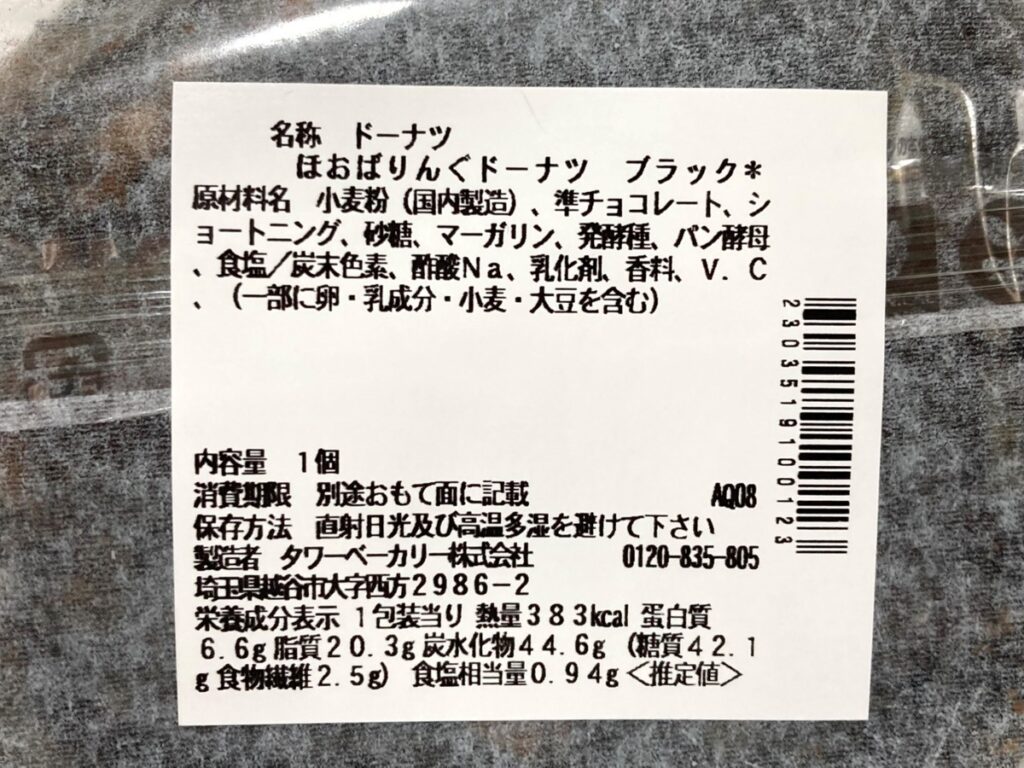 名称　ドーナツ
ほおばりんぐドーナツ　ブラック＊
原材料名　小麦粉（国内製造）、準チョコレート、シ
ョートニング、砂糖、マーガリン、発酵種、パン酵母
、食塩／炭末色素、酢酸Ｎａ、乳化剤、香料、Ｖ．Ｃ
、（一部に卵・乳成分・小麦・大豆を含む）
2303519100123
内容量　１個
消費期限　別途おもて面に記載　AQ08
保存方法　直射日光及び高温多湿を避けて下さい
製造者　タワーベーカリー株式会社　0120-835-805
埼玉県越谷市大字西方２９８６－２
栄養成分表示　１包装当り　熱量３８３kcal　蛋白質
６．６g 脂質２０．３g 炭水化物４４．６g （糖質４２．１
g 食物繊維２．５g） 食塩相当量０．９４g＜推定値＞